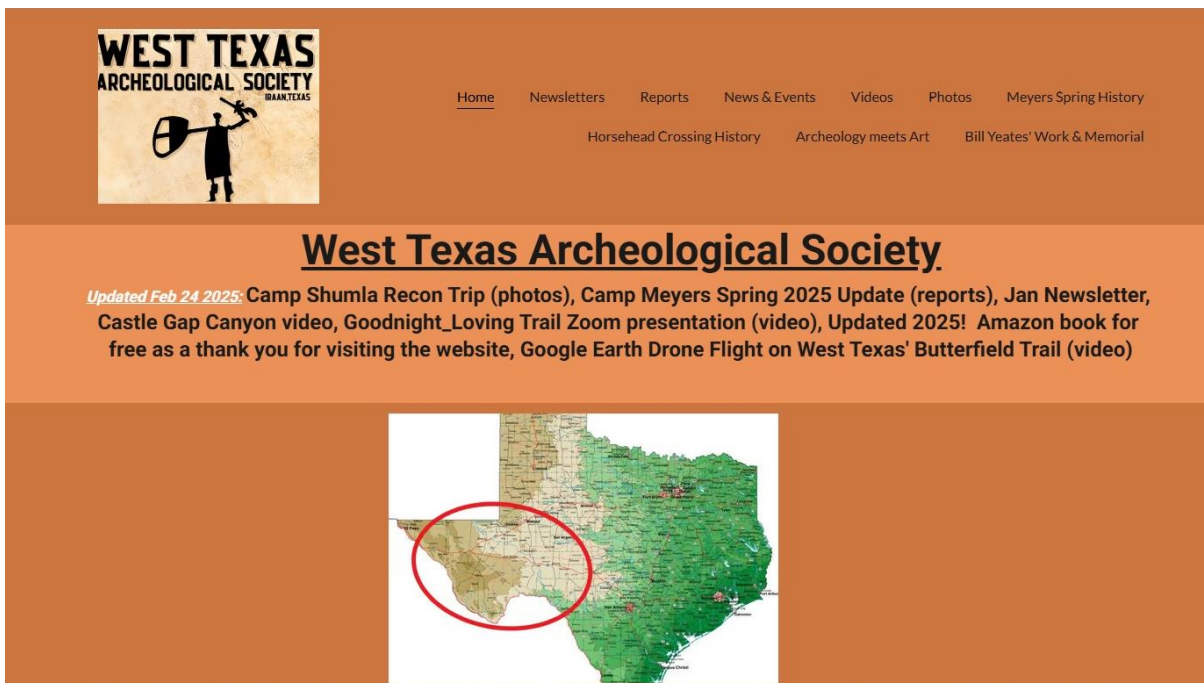 WEST TEXAS
ARCHEOLOGICAL SOCIETY
IRAAN,TEXAS
Home Newsletters Reports News & Events Videos Photos Meyers Spring History
Horsehead Crossing History Archeology meets Art Bill Yeates' Work & Memorial
West Texas Archeological Society
Updated Feb 24 2025: Camp Shumla Recon Trip (photos), Camp Meyers Spring 2025 Update (reports), Jan Newsletter,
Castle Gap Canyon video, Goodnight_Loving Trail Zoom presentation (video), Updated 2025! Amazon book for
free as a thank you for visiting the website, Google Earth Drone Flight on West Texas' Butterfield Trail (video)